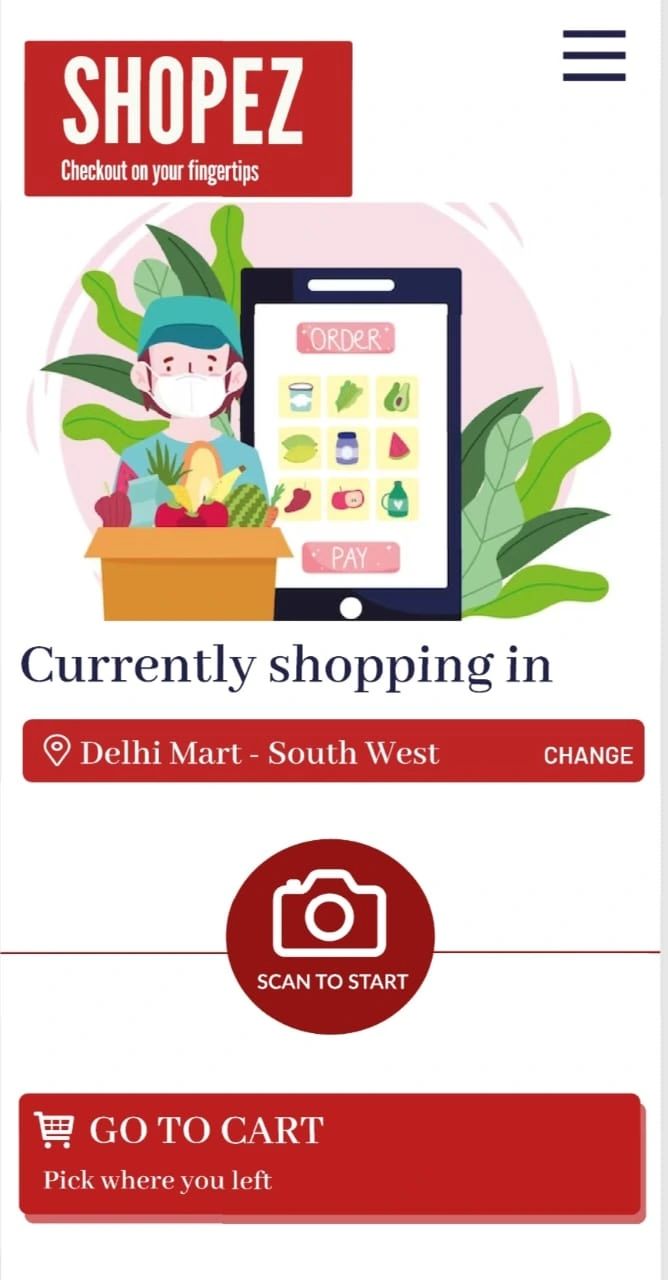 SHOPEZ
Checkout on your fingertips
ORDER
PAY
Currently shopping in
Delhi Mart - South West CHANGE
SCAN TO START
GO TO CART
Pick where you left